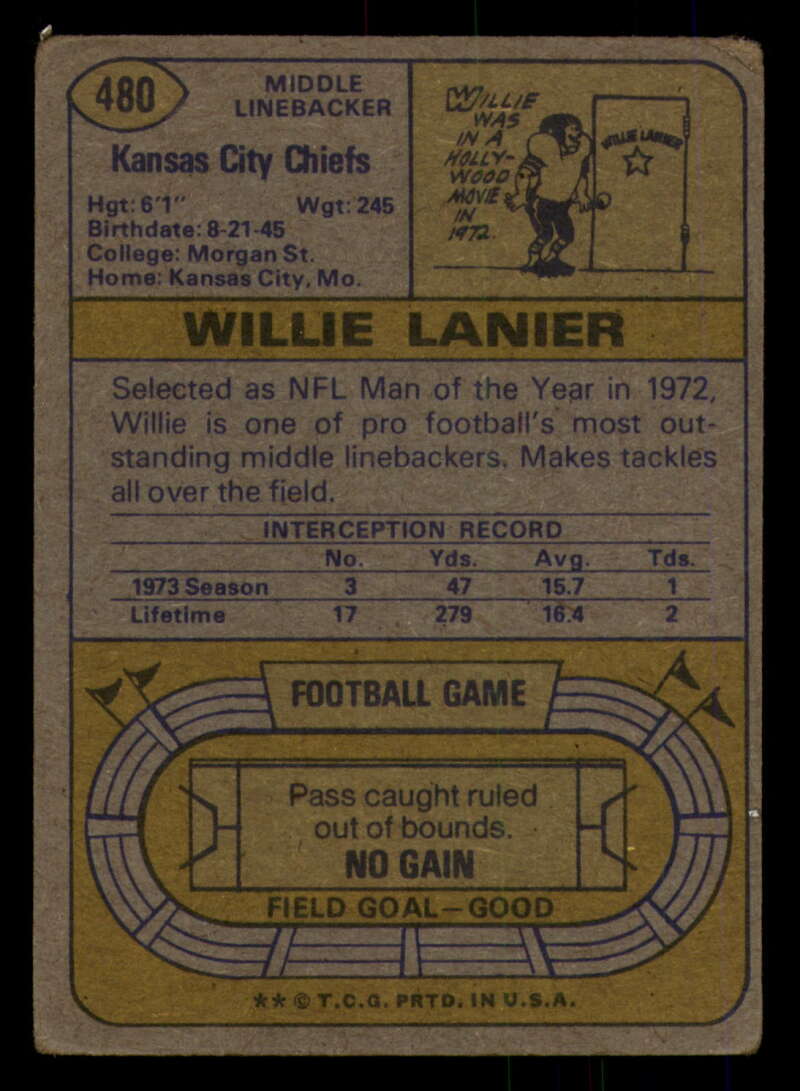 480
MIDDLE
LINEBACKER
Kansas City Chiefs
Hgt: 6'1" Wgt: 245
Birthdate: 8-21-45
College: Morgan St.
Home: Kansas City, Mo.
WILLIE
WAS
IN A
HOLLY-
WOOD
MOVIE
IN
1972.
WILLIE LANIER
WILLIE LANIER
Selected as NFL Man of the Year in 1972,
Willie is one of pro football's most out-
standing middle linebackers. Makes tackles
all over the field.
INTERCEPTION RECORD
No. Yds. Avg. Tds.
1973 Season 3 47 15.7 1
Lifetime 17 279 16.4 2
FOOTBALL GAME
Pass caught ruled
out of bounds.
NO GAIN
FIELD GOAL—GOOD
** © T.C.G. PRTD. IN U.S.A.